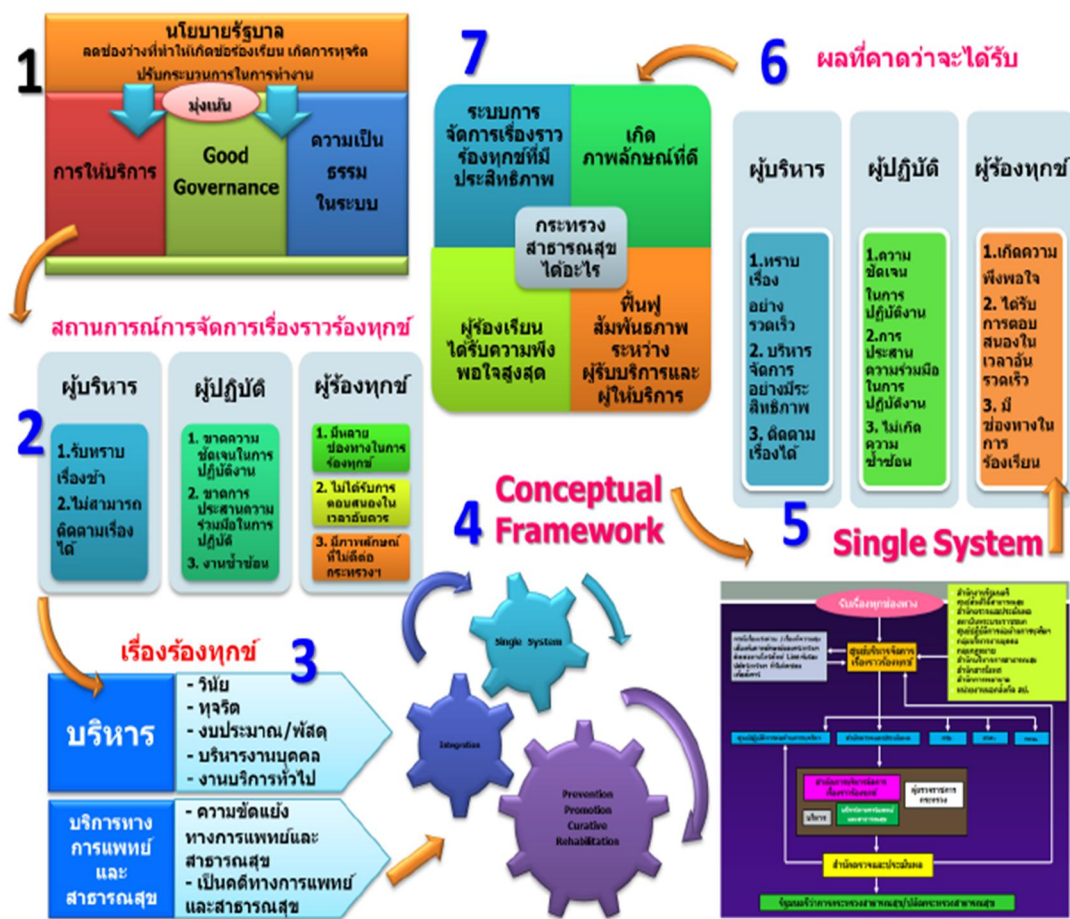 1
นโยบายรัฐบาล
ลดช่องว่างที่ทำให้เกิดข้อร้องเรียน เกิดการทุจริต
ปรับกระบวนการในการทำงาน
มุ่งเน้น
การให้บริการ
Good
Governance
ความเป็น
ธรรม
ในระบบ
สถานการณ์การจัดการเรื่องราวร้องทุกข์
2
ผู้บริหาร
1.รับทราบ
เรื่องช้า
2.ไม่สามารถ
ติดตามเรื่อง
ได้
ผู้ปฏิบัติ
1. ขาดความ
ชัดเจนในการ
ปฏิบัติงาน
2. ขาดการ
ประสานความ
ร่วมมือในการ
ปฏิบัติ
3. งานซ้ำซ้อน
ผู้ร้องทุกข์
1. มีหลาย
ช่องทางในการ
ร้องทุกข์
2. ไม่ได้รับการ
ตอบสนองใน
เวลาอันควร
3. มีภาพลักษณ์
ที่ไม่ดีต่อ
กระทรวงฯ
เรื่องร้องทุกข์
3
บริหาร
- วินัย
- ทุจริต
- งบประมาณ/พัสดุ
- บริหารงานบุคคล
- งานบริการทั่วไป
บริการทาง
การแพทย์
และ
สาธารณสุข
- ความขัดแย้ง
ทางการแพทย์และ
สาธารณสุข
- เป็นคดีทางการแพทย์
และสาธารณสุข
4
Conceptual
Framework
Single System
Integration
Prevention
Promotion
Curative
Rehabilitation
5
Single System
รับเรื่องทุกช่องทาง
ศูนย์บริหารจัดการ
เรื่องราวร้องทุกข์
สำนักตรวจและประเมินผล
รัฐมนตรีว่าการกระทรวงสาธารณสุข/ปลัดกระทรวงสาธารณสุข
6
ผลที่คาดว่าจะได้รับ
ผู้บริหาร
1.ทราบ
เรื่อง
อย่าง
รวดเร็ว
2. บริหาร
จัดการ
อย่างมีระ
สิทธิภาพ
3. ติดตาม
เรื่องได้
ผู้ปฏิบัติ
1.ความ
ชัดเจน
ในการ
ปฏิบัติงาน
2.การ
ประสาน
ความร่วมมือ
ในการ
ปฏิบัติงาน
3. ไม่เกิด
ความ
ซ้ำซ้อน
ผู้ร้องทุกข์
1.เกิดความ
พึงพอใจ
2. ได้รับ
การตอบ
สนองใน
เวลาอัน
รวดเร็ว
3. มี
ช่องทางใน
การ
ร้องเรียน
7
ระบบการ
จัดการเรื่องราว
ร้องทุกข์ที่มี
ประสิทธิภาพ
เกิด
ภาพลักษณ์ที่ดี
กระทรวง
สาธารณสุข
ได้อะไร
ผู้ร้องเรียน
ได้รับความพึง
พอใจสูงสุด
ฟื้นฟู
สัมพันธภาพ
ระหว่าง
ผู้รับบริการและ
ผู้ให้บริการ